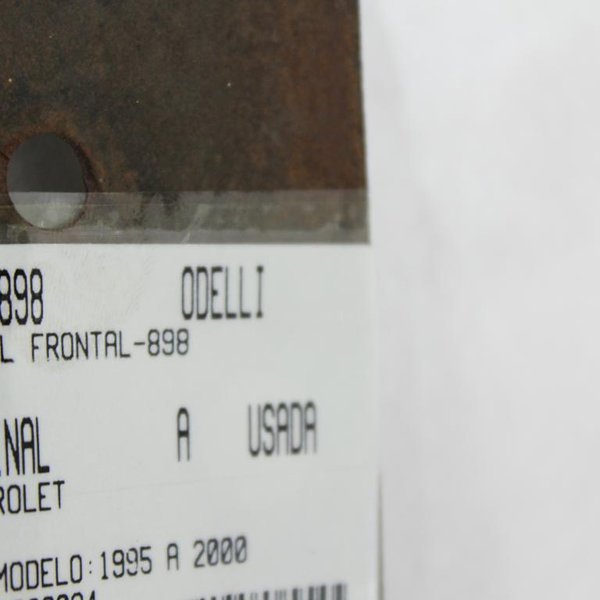 898 ODELLI
L FRONTAL-898
NAL A USADA
ROLET
MODELO:1995 A 2000